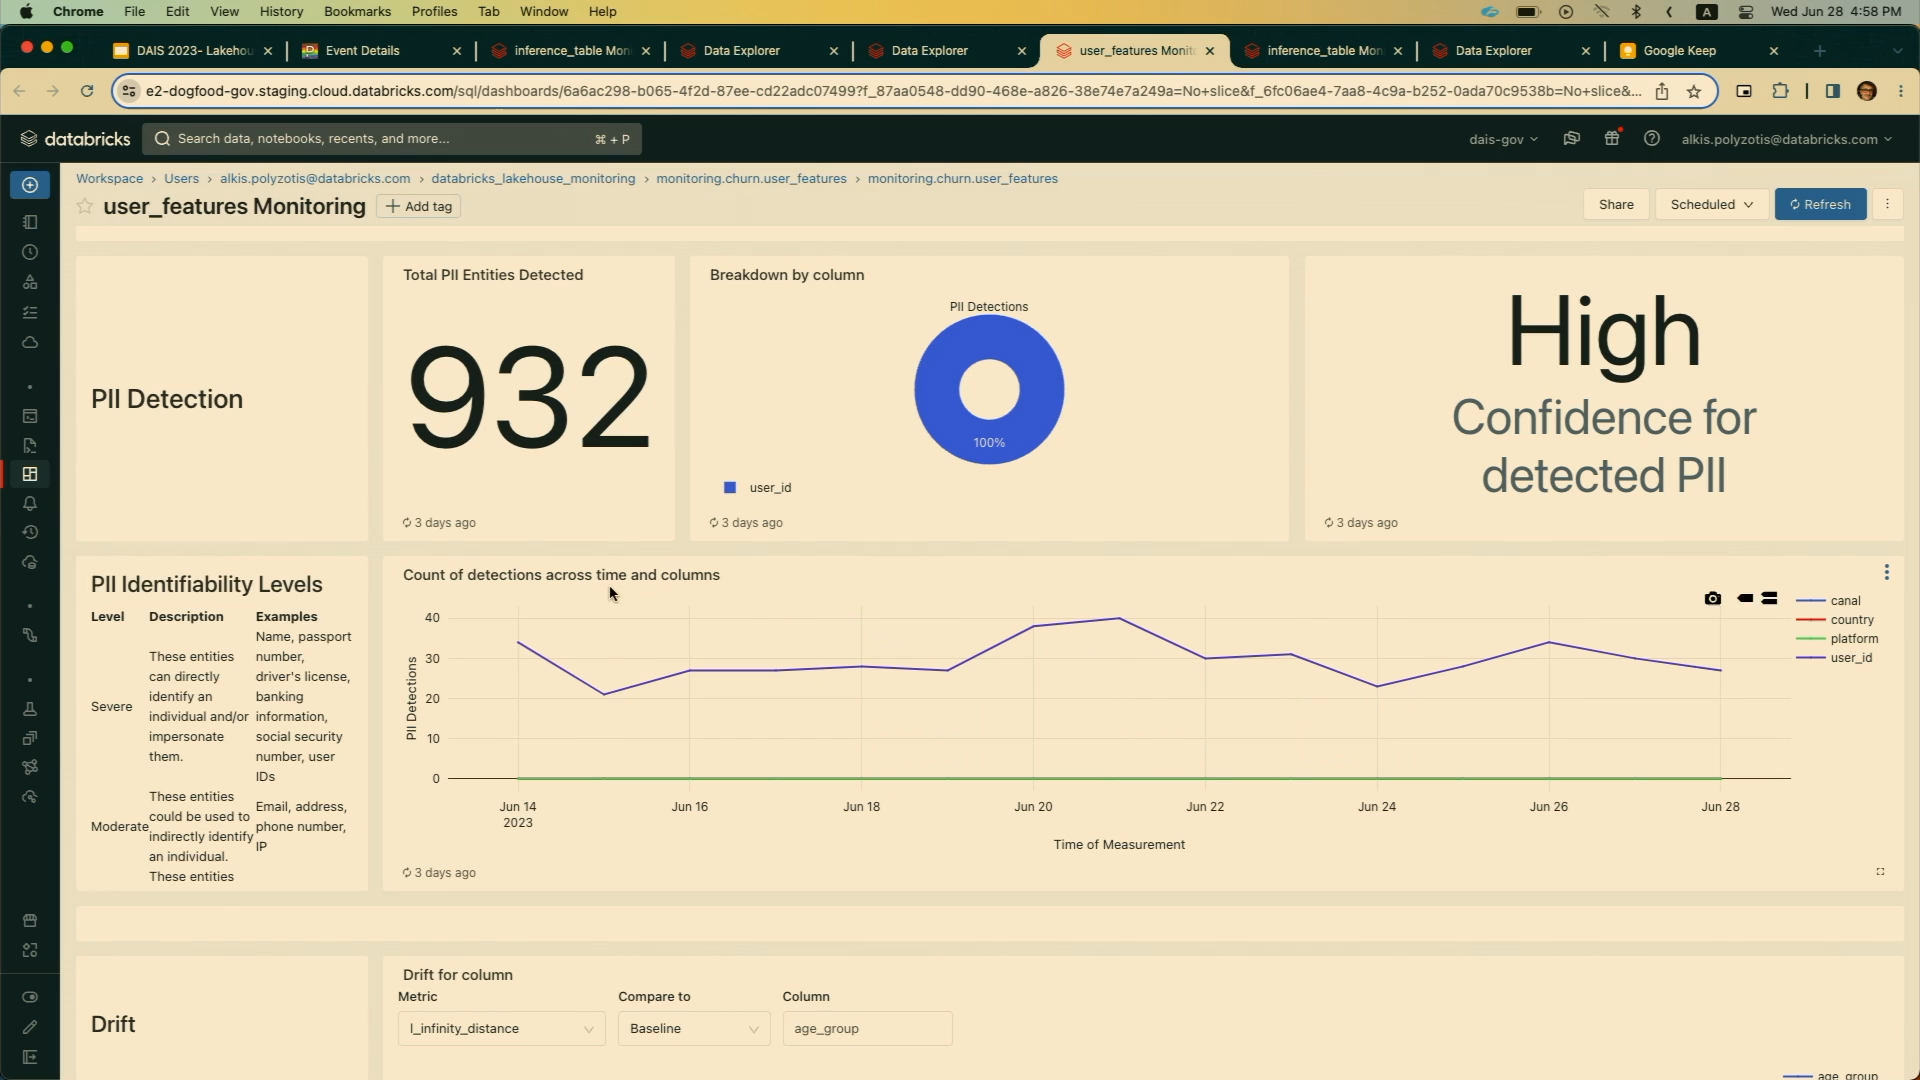 Chrome File Edit View History Bookmarks Profiles Tab Window Help
A Wed Jun 28 4:58 PM
DAIS 2023- Lakehou
Event Details
inference_table Moni
Data Explorer
Data Explorer
user_features Monito
inference_table Mon
Data Explorer
Google Keep
e2-dogfood-gov.staging.cloud.databricks.com/sql/dashboards/6a6ac298-b065-4f2d-87ee-cd22adc07499?f_87aa0548-dd90-468e-a826-38e74e7a249a=No+slice&f_6fc06ae4-7aa8-4c9a-b252-0ada70c9538b=No+slice&...
databricks
Search data, notebooks, recents, and more...
⌘ + P
dais-gov
alkis.polyzotis@databricks.com
Workspace > Users > alkis.polyzotis@databricks.com > databricks_lakehouse_monitoring > monitoring.churn.user_features > monitoring.churn.user_features
user_features Monitoring
+ Add tag
Share
Scheduled
Refresh
PII Detection
Total PII Entities Detected
932
3 days ago
Breakdown by column
PII Detections
100%
user_id
3 days ago
High
Confidence for
detected PII
3 days ago
PII Identifiability Levels
Level Description Examples
Severe
These entities
can directly
identify an
individual and/or
impersonate
them.
Name, passport
number,
driver's license,
banking
information,
social security
number, user
IDs
Moderate
These entities
could be used to
indirectly identify
an individual.
Email, address,
phone number,
IP
These entities
Count of detections across time and columns
canal
country
platform
user_id
PII Detections
40
30
20
10
0
Jun 14
2023
Jun 16
Jun 18
Jun 20
Jun 22
Jun 24
Jun 26
Jun 28
Time of Measurement
3 days ago
Drift
Drift for column
Metric
l_infinity_distance
Compare to
Baseline
Column
age_group
age_group